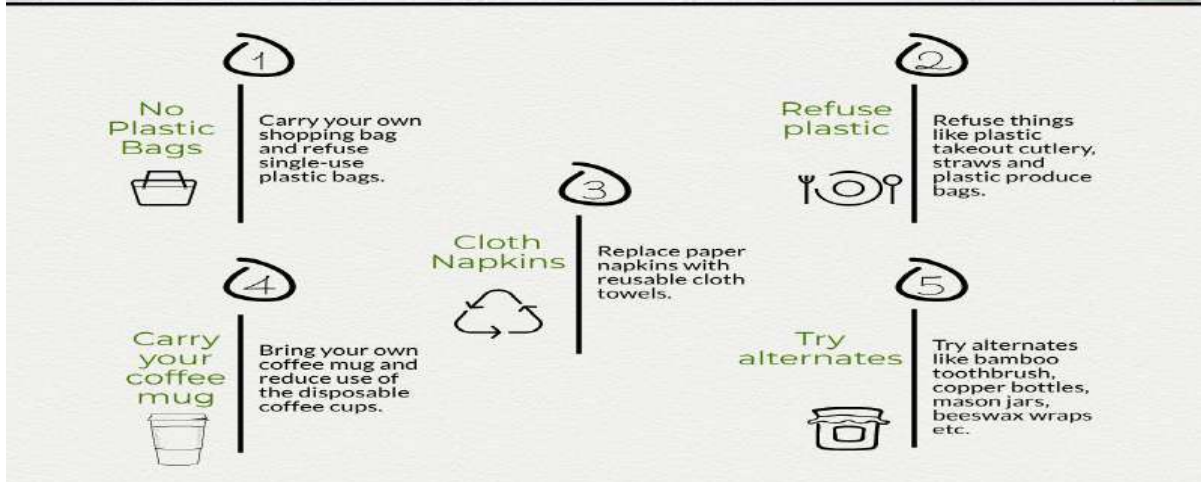 1
No
Plastic
Bags
Carry your own
shopping bag
and refuse
single-use
plastic bags.
2
Refuse
plastic
Refuse things
like plastic
takeout cutlery,
straws and
plastic produce
bags.
3
Cloth
Napkins
Replace paper
napkins with
reusable cloth
towels.
4
Carry
your
coffee
mug
Bring your own
coffee mug and
reduce use of
the disposable
coffee cups.
5
Try
alternates
Try alternates
like bamboo
toothbrush,
copper bottles,
mason jars,
beeswax wraps
etc.